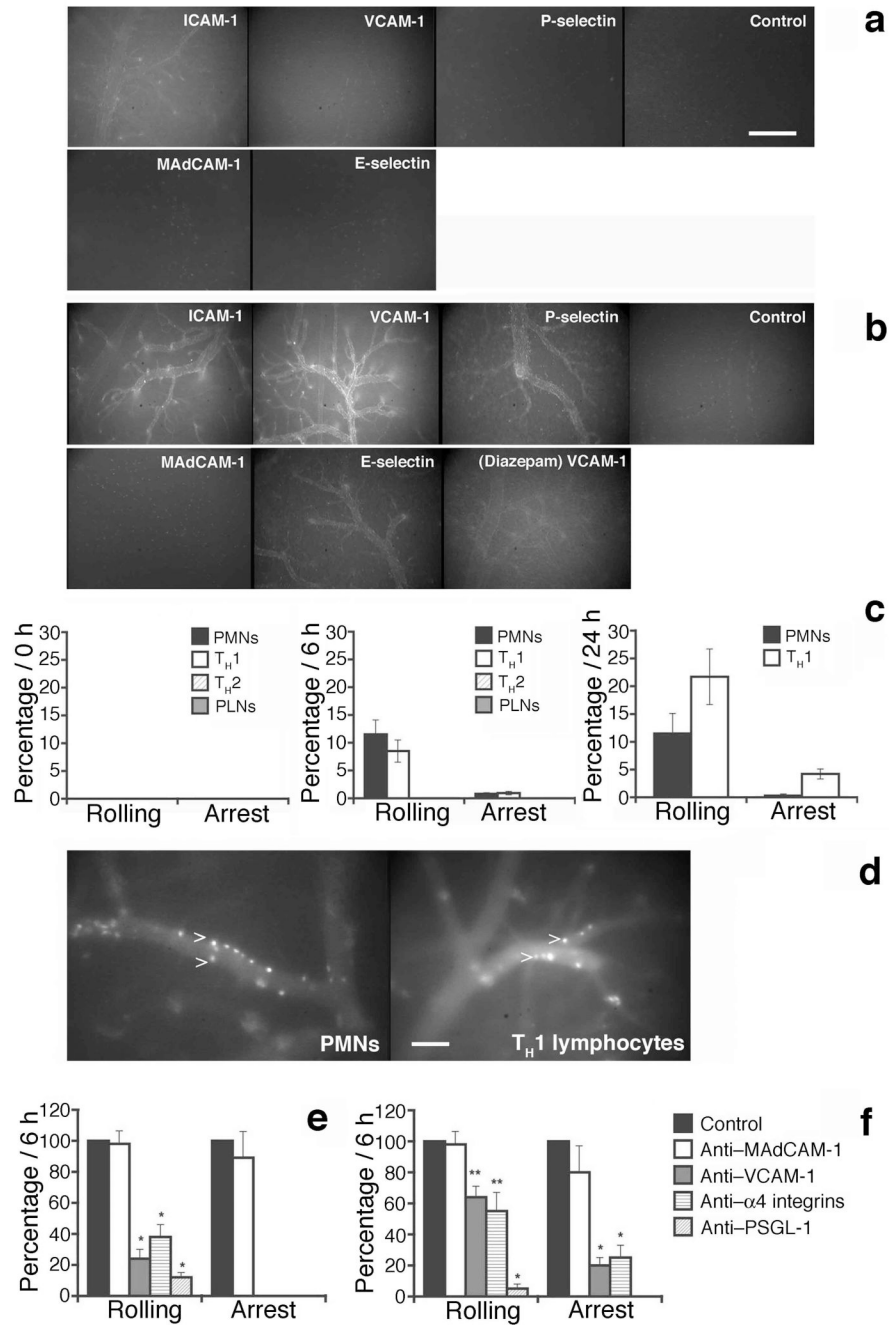 ICAM-1 VCAM-1 P-selectin Control a
MAdCAM-1 E-selectin
ICAM-1 VCAM-1 P-selectin Control b
MAdCAM-1 E-selectin (Diazepam) VCAM-1
c
Percentage / 0 h
30
25
20
15
10
5
0
PMNs
TH1
TH2
PLNs
Rolling Arrest
Percentage / 6 h
30
25
20
15
10
5
0
PMNs
TH1
TH2
PLNs
Rolling Arrest
Percentage / 24 h
30
25
20
15
10
5
0
PMNs
TH1
Rolling Arrest
d
>
>
PMNs
>
>
TH1 lymphocytes
e
Percentage / 6 h
120
100
80
60
40
20
0
* * *
Rolling Arrest
f
Percentage / 6 h
120
100
80
60
40
20
0
** ** * * *
Rolling Arrest
Control
Anti–MAdCAM-1
Anti–VCAM-1
Anti–α4 integrins
Anti–PSGL-1